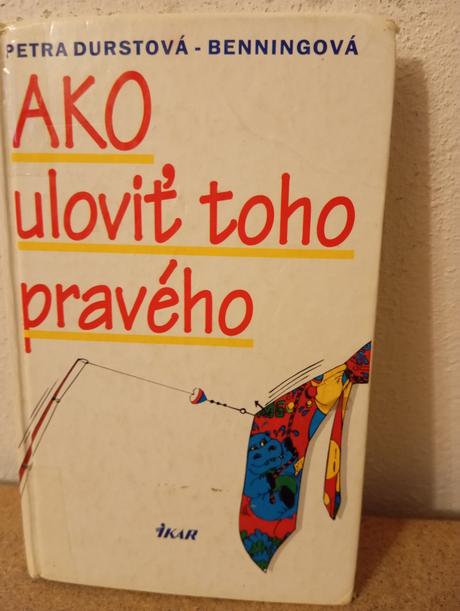 PETRA DURSTOVÁ - BENNINGOVÁ
AKO
uloviť toho
pravého
IKAR